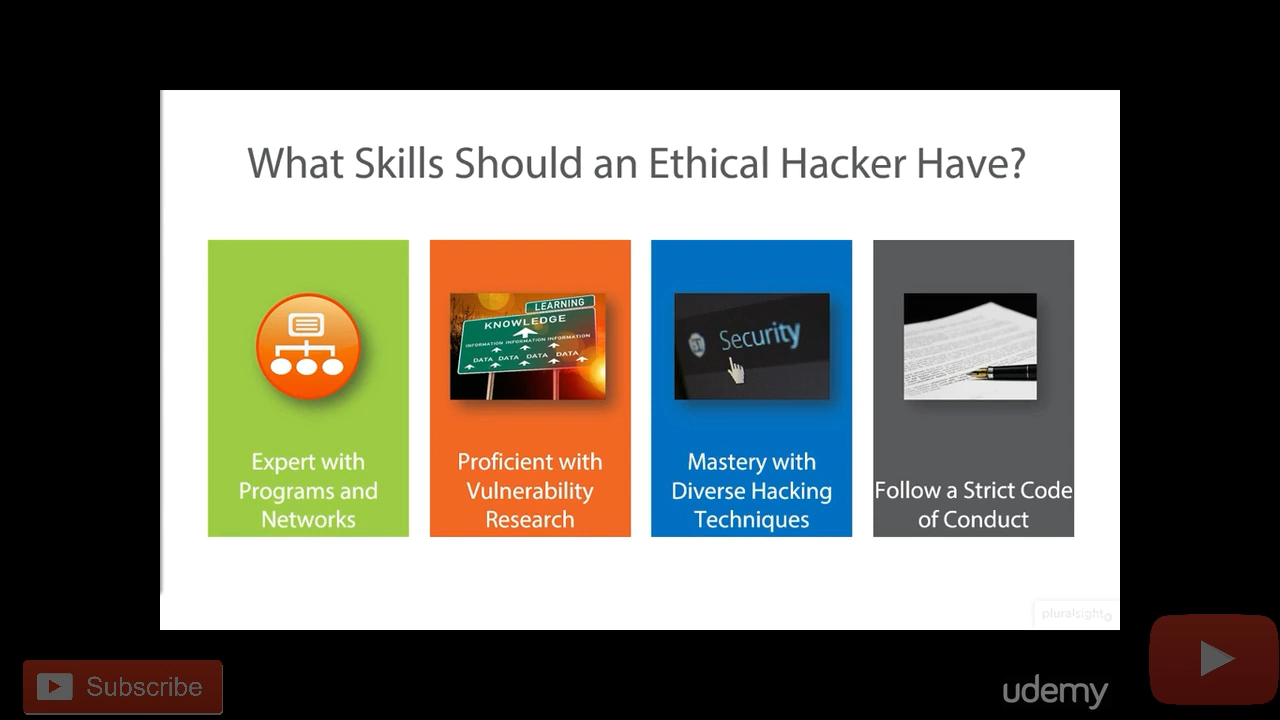 What Skills Should an Ethical Hacker Have?
LEARNING
KNOWLEDGE
INFORMATION INFORMATION INFORMATION
DATA DATA DATA DATA
Security
Expert with
Programs and
Networks
Proficient with
Vulnerability
Research
Mastery with
Diverse Hacking
Techniques
Follow a Strict Code
of Conduct
pluralsight
Subscribe
udemy